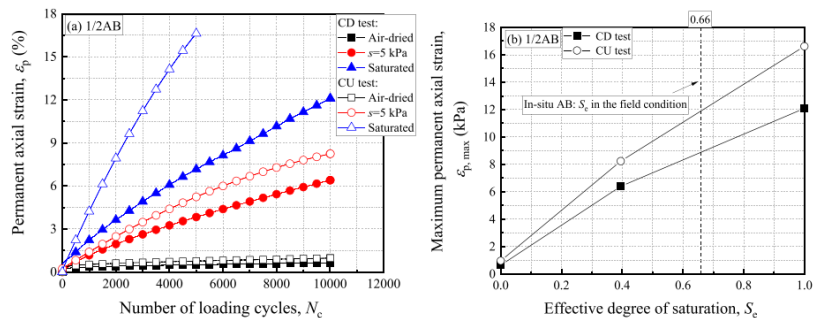 (a) 1/2AB
CD test:
Air-dried
s=5 kPa
Saturated
CU test:
Air-dried
s=5 kPa
Saturated
Permanent axial strain, εp (%)
18
15
12
9
6
3
0
0 2000 4000 6000 8000 10000 12000
Number of loading cycles, Nc
0.66
(b) 1/2AB
CD test
CU test
In-situ AB: Se in the field condition
Maximum permanent axial strain,
εp, max (kPa)
18
16
14
12
10
8
6
4
2
0
0.0 0.2 0.4 0.6 0.8 1.0
Effective degree of saturation, Se